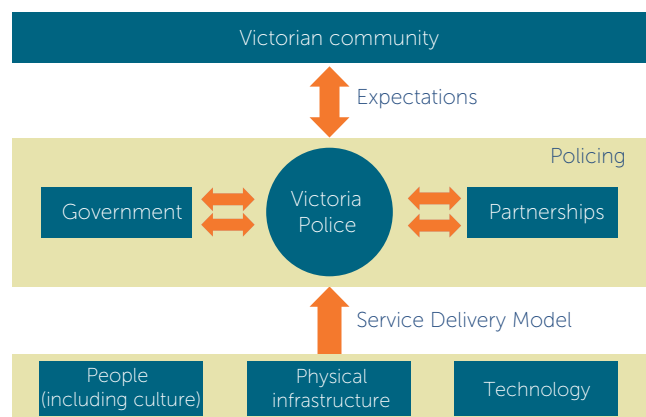 Victorian community
Expectations
Policing
Government
Victoria
Police
Partnerships
Service Delivery Model
People
(including culture)
Physical
infrastructure
Technology